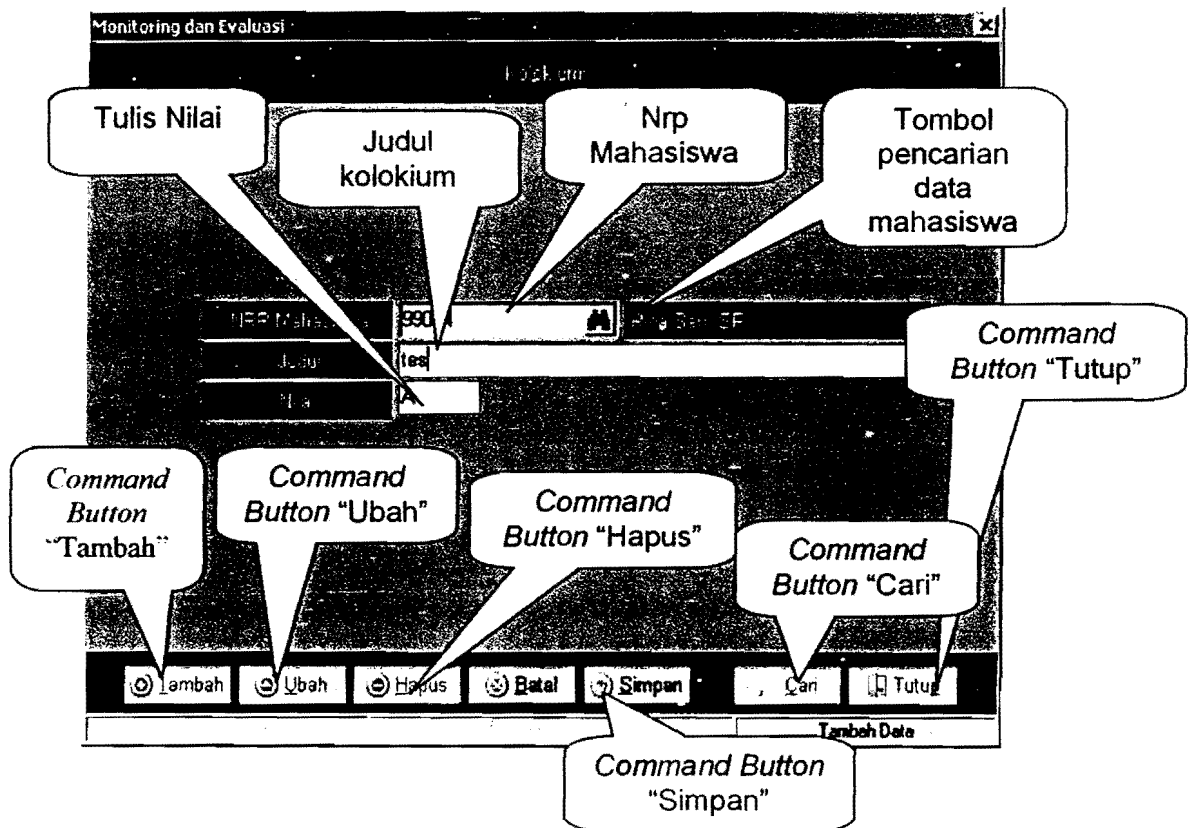 Monitoring dan Evaluasi
Tulis Nilai
Judul
kolokium
Nrp
Mahasiswa
Tombol
pencarian
data
mahasiswa
tes
A
Command
Button "Tutup"
Command
Button
"Tambah"
Command
Button "Ubah"
Command
Button "Hapus"
Command
Button "Cari"
Tambah Ubah Hapus Batal Simpan Cari Tutup
Tambah Data
Command Button
"Simpan"